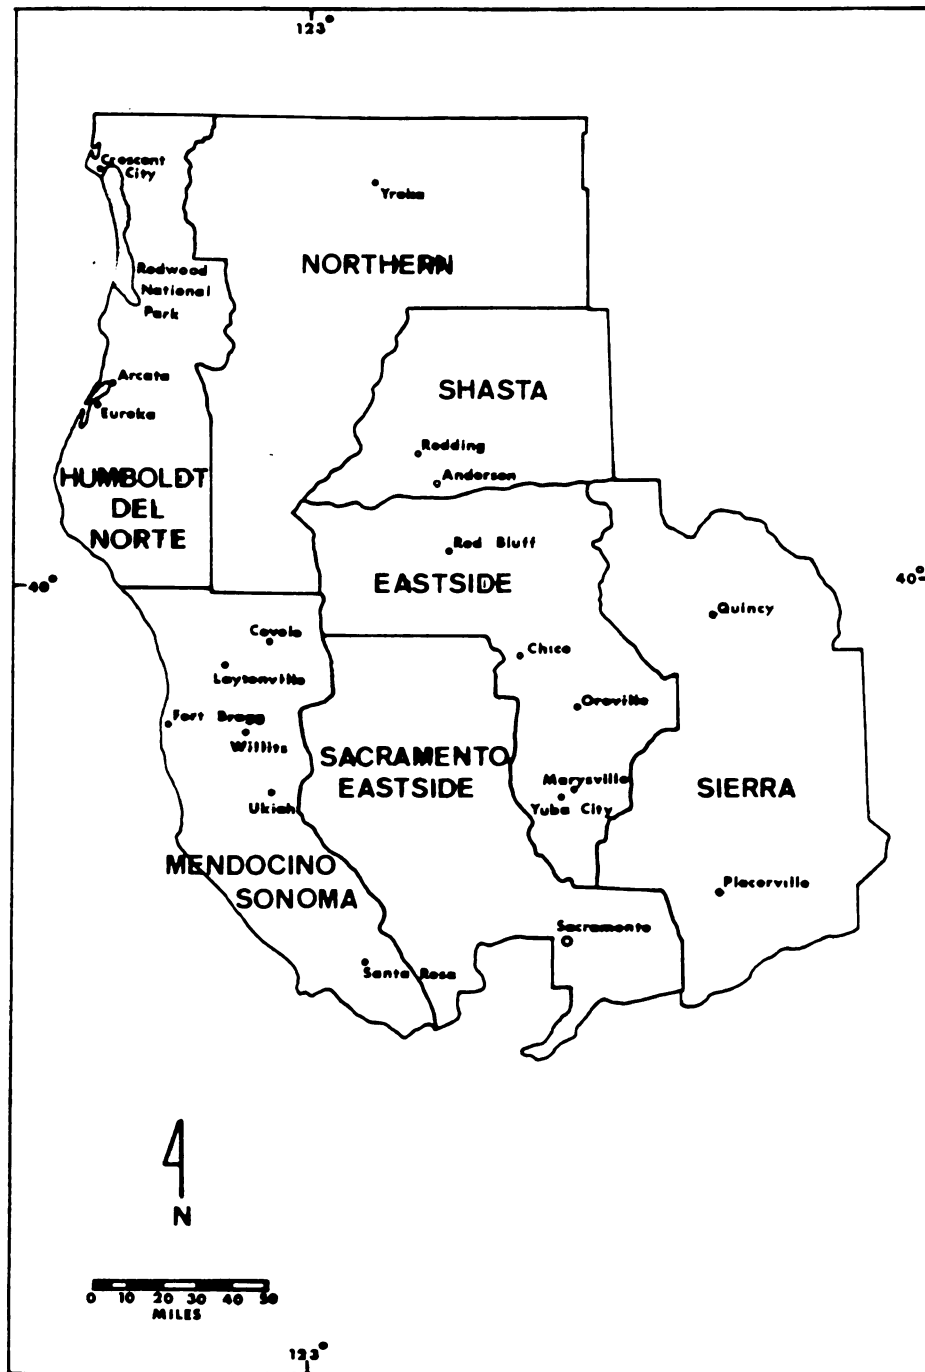 123°
Crescent
City
Yreka
NORTHERN
Redwood
National
Park
Arcata
SHASTA
Eureka
Redding
Anderson
HUMBOLDT
DEL
NORTE
Red Bluff
EASTSIDE
40°
40°
Quincy
Covelo
Chico
Laytonville
Oroville
Fort Bragg
Willits
SACRAMENTO
EASTSIDE
Marysville
Yuba City
SIERRA
Ukiah
MENDOCINO
SONOMA
Placerville
Sacramento
Santa Rosa
N
0 10 20 30 40 50
MILES
123°